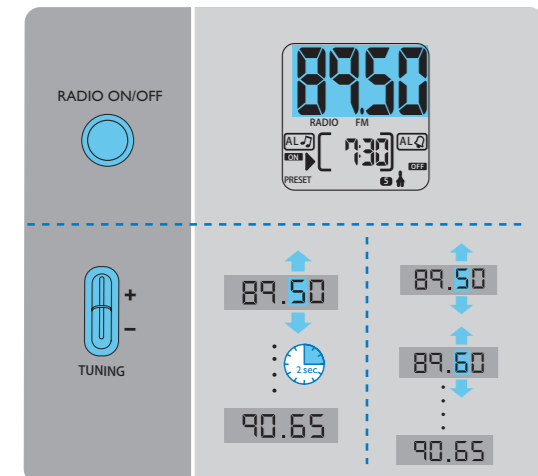 RADIO ON/OFF
89.50
RADIO FM
AL AL
ON 7:30
OFF
PRESET S
+
−
TUNING
89.50
2 sec.
90.65
89.50
89.60
90.65